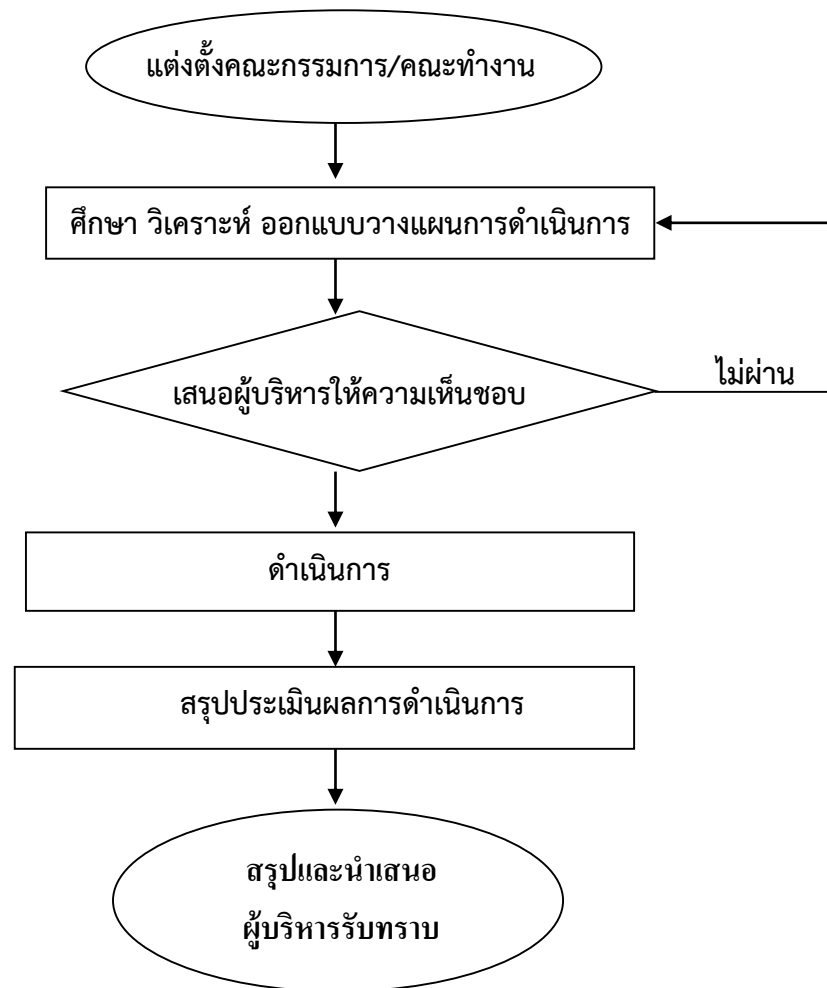 แต่งตั้งคณะกรรมการ/คณะทำงาน
ศึกษา วิเคราะห์ ออกแบบวางแผนการดำเนินการ
เสนอผู้บริหารให้ความเห็นชอบ
ไม่ผ่าน
ดำเนินการ
สรุปประเมินผลการดำเนินการ
สรุปและนำเสนอ
ผู้บริหารรับทราบ